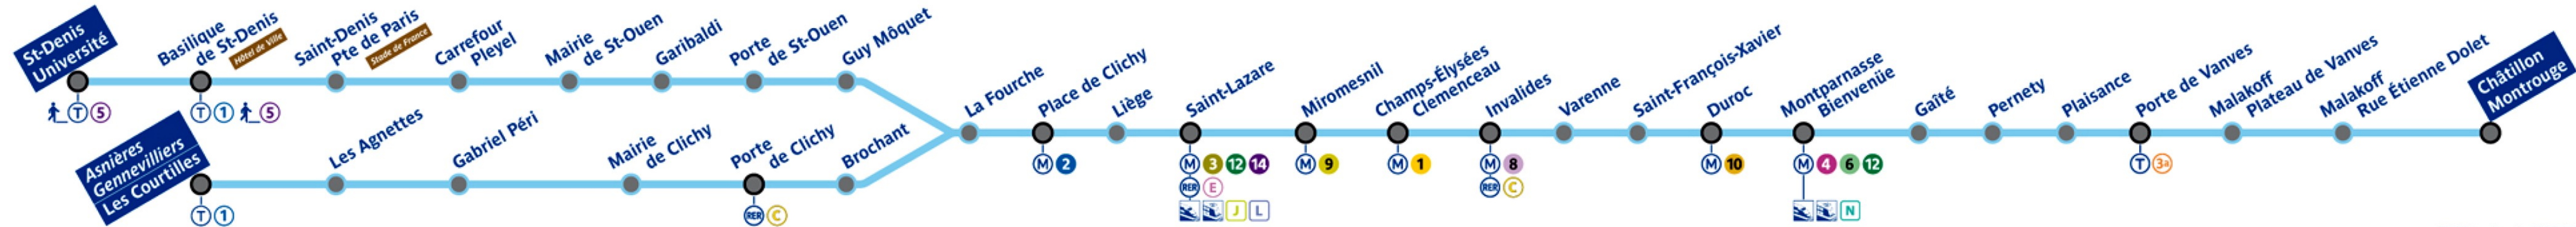 St-Denis
Université
T 5
Basilique
de St-Denis
Hôtel de Ville
T 1 5
Saint-Denis
Pte de Paris
Stade de France
Carrefour
Pleyel
Mairie
de St-Ouen
Garibaldi
Porte
de St-Ouen
Guy Môquet
Asnières
Gennevilliers
Les Courtilles
T 1
Les Agnettes
Gabriel Péri
Mairie
de Clichy
Porte
de Clichy
RER C
Brochant
La Fourche
Place de Clichy
M 2
Liège
Saint-Lazare
M 3 12 14
RER E
J L
Miromesnil
M 9
Champs-Élysées
Clemenceau
M 1
Invalides
M 8
RER C
Varenne
Saint-François-Xavier
Duroc
M 10
Montparnasse
Bienvenüe
M 4 6 12
N
Gaîté
Pernety
Plaisance
Porte de Vanves
T 3a
Malakoff
Plateau de Vanves
Malakoff
Rue Étienne Dolet
Châtillon
Montrouge